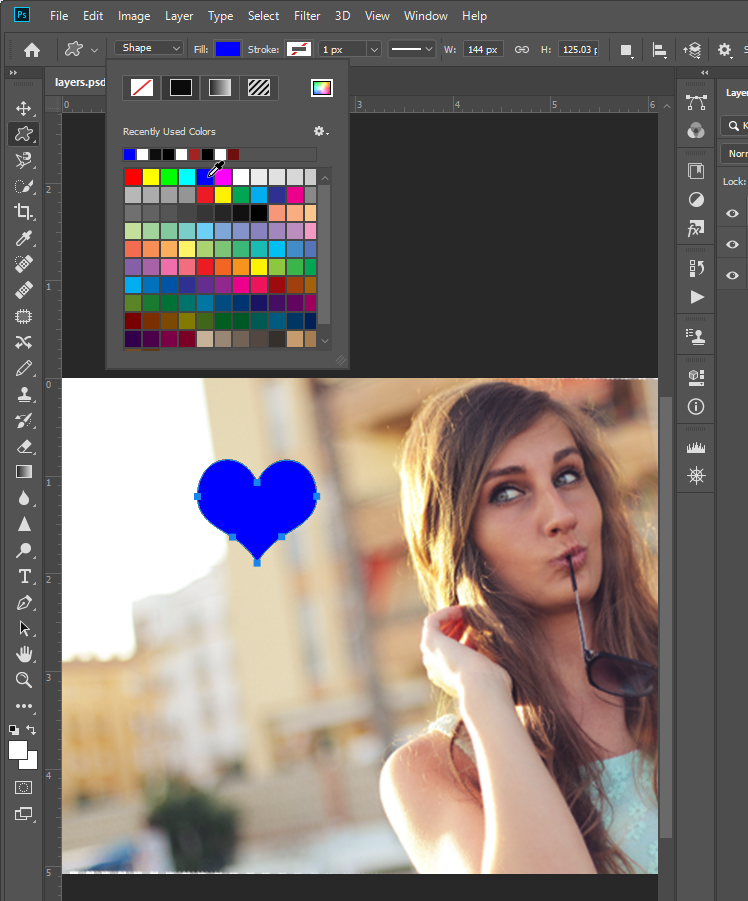 Ps File Edit Image Layer Type Select Filter 3D View Window Help
Shape Fill: Stroke: 1 px W: 144 px H: 125.03 p
layers.psd
Layer
Recently Used Colors
0 3 4 5 6
2
1
0
1
2
3
4
5
Nor
Lock:
fx
T